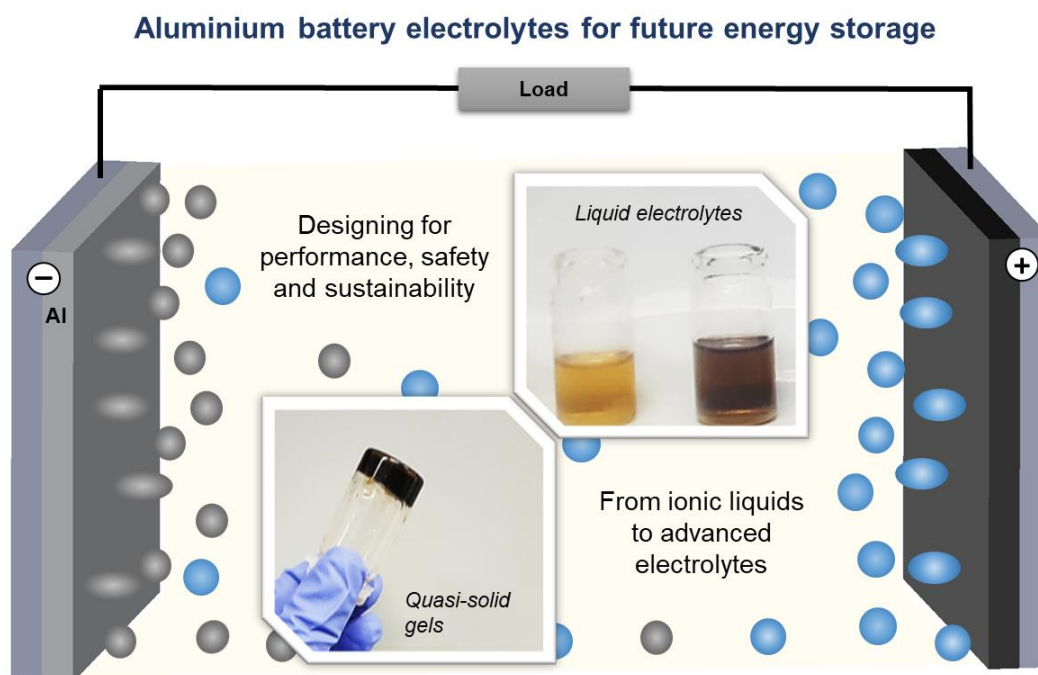 Aluminium battery electrolytes for future energy storage
Load
Designing for
performance, safety
and sustainability
Liquid electrolytes
−
Al
+
From ionic liquids
to advanced
electrolytes
Quasi-solid
gels